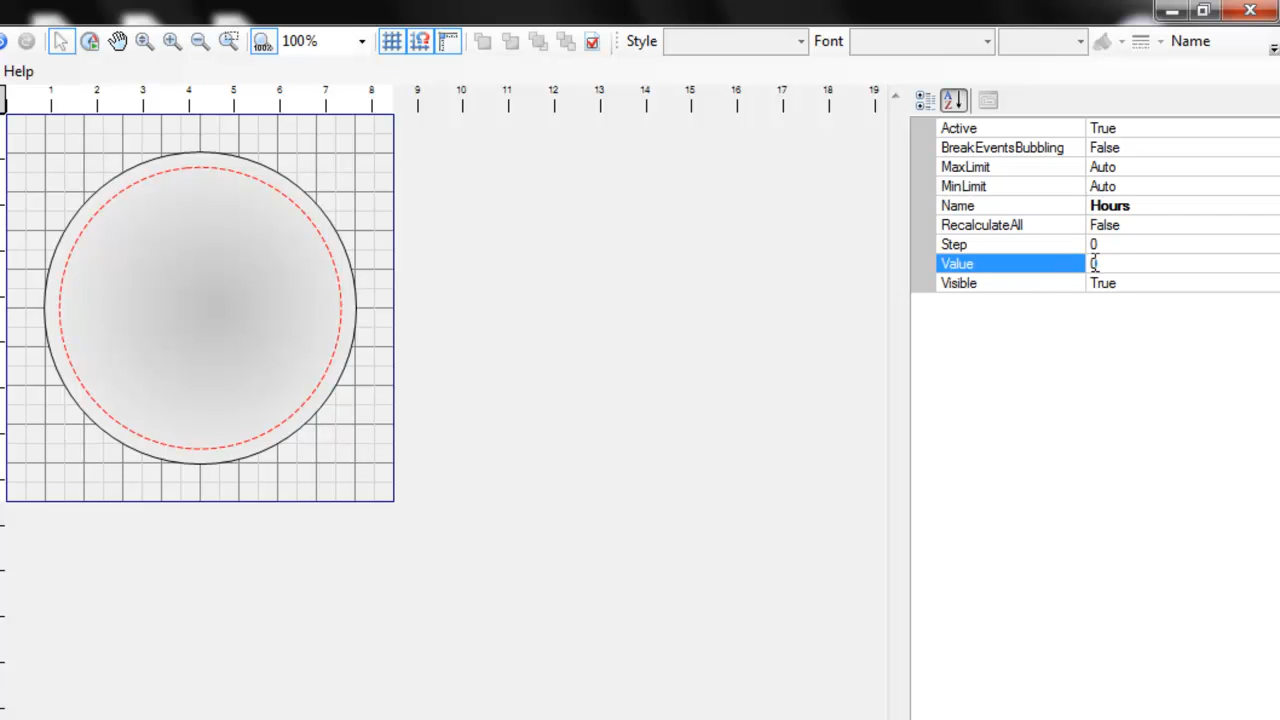 100%
100%
Style
Font
Name
Help
1 2 3 4 5 6 7 8 9 10 11 12 13 14 15 16 17 18 19
A
Z
Active True
BreakEventsBubbling False
MaxLimit Auto
MinLimit Auto
Name Hours
RecalculateAll False
Step 0
Value 0
Visible True